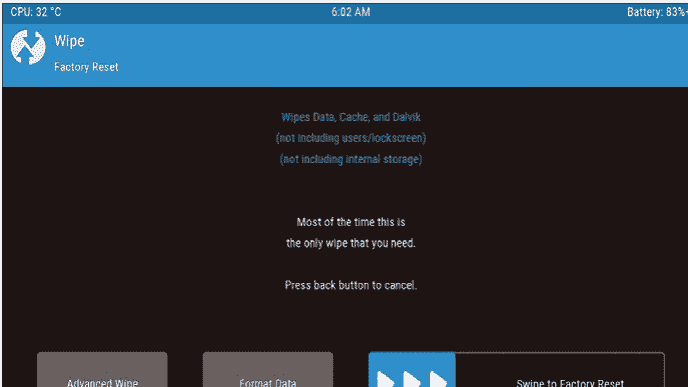 CPU: 32 °C 6:02 AM Battery: 83%+
Wipe
Factory Reset
Wipes Data, Cache, and Dalvik
(not including users/lockscreen)
(not including internal storage)
Most of the time this is
the only wipe that you need.
Press back button to cancel.
Advanced Wipe Format Data Swipe to Factory Reset